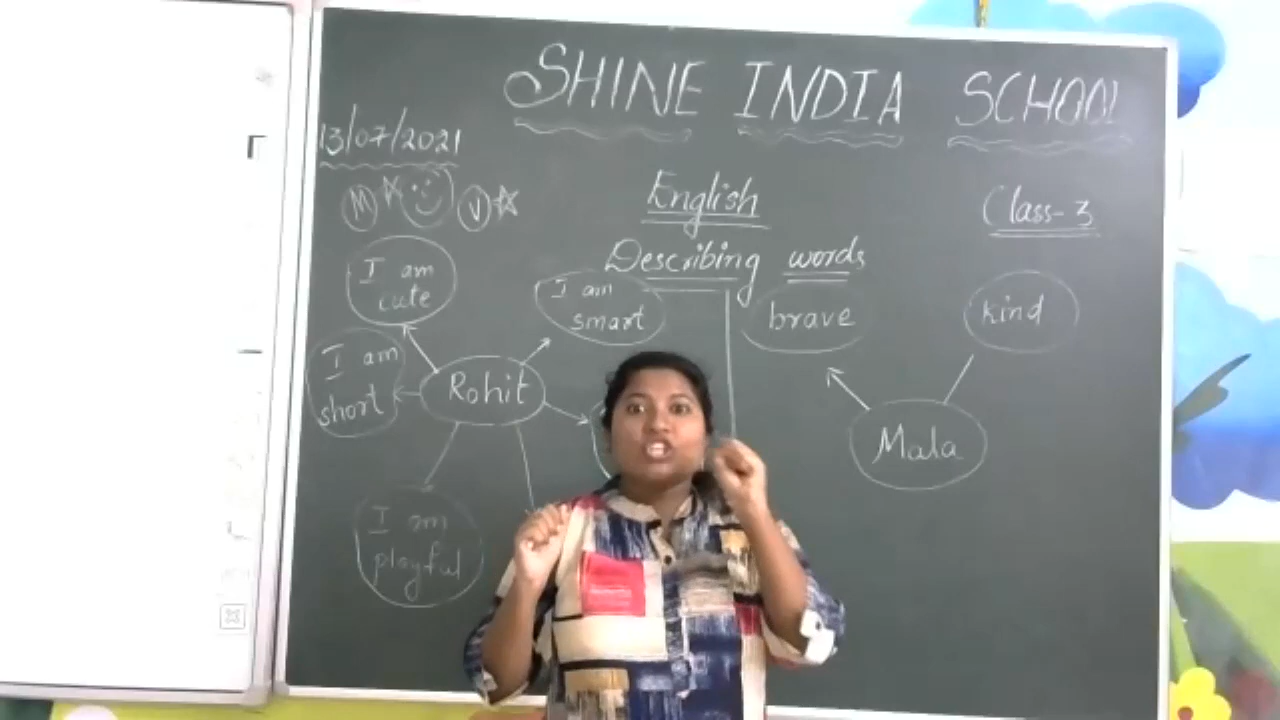 SHINE INDIA SCHOOL
13/07/2021
M V
English
Class-3
Describing words
I am
cute
I am
smart
brave
kind
I am
short
Rohit
Mala
I am
playful